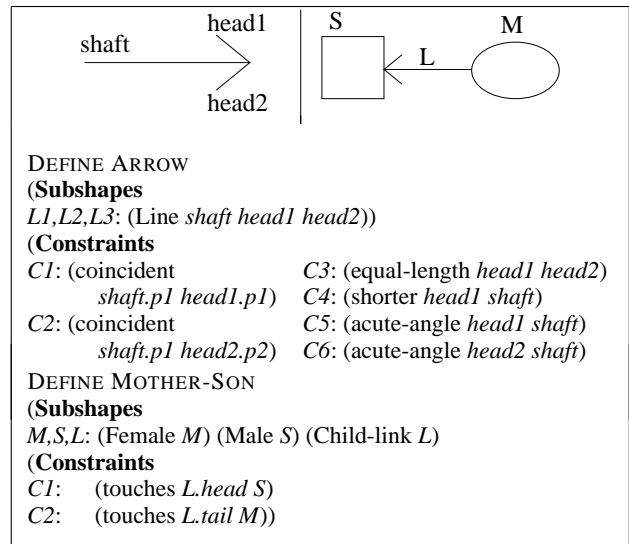 shaft
head1
head2
S
L
M
DEFINE ARROW
(Subshapes
L1,L2,L3: (Line shaft head1 head2))
(Constraints
C1: (coincident
shaft.p1 head1.p1)
C2: (coincident
shaft.p1 head2.p2)
C3: (equal-length head1 head2)
C4: (shorter head1 shaft)
C5: (acute-angle head1 shaft)
C6: (acute-angle head2 shaft)
DEFINE MOTHER-SON
(Subshapes
M,S,L: (Female M) (Male S) (Child-link L)
(Constraints
C1: (touches L.head S)
C2: (touches L.tail M))